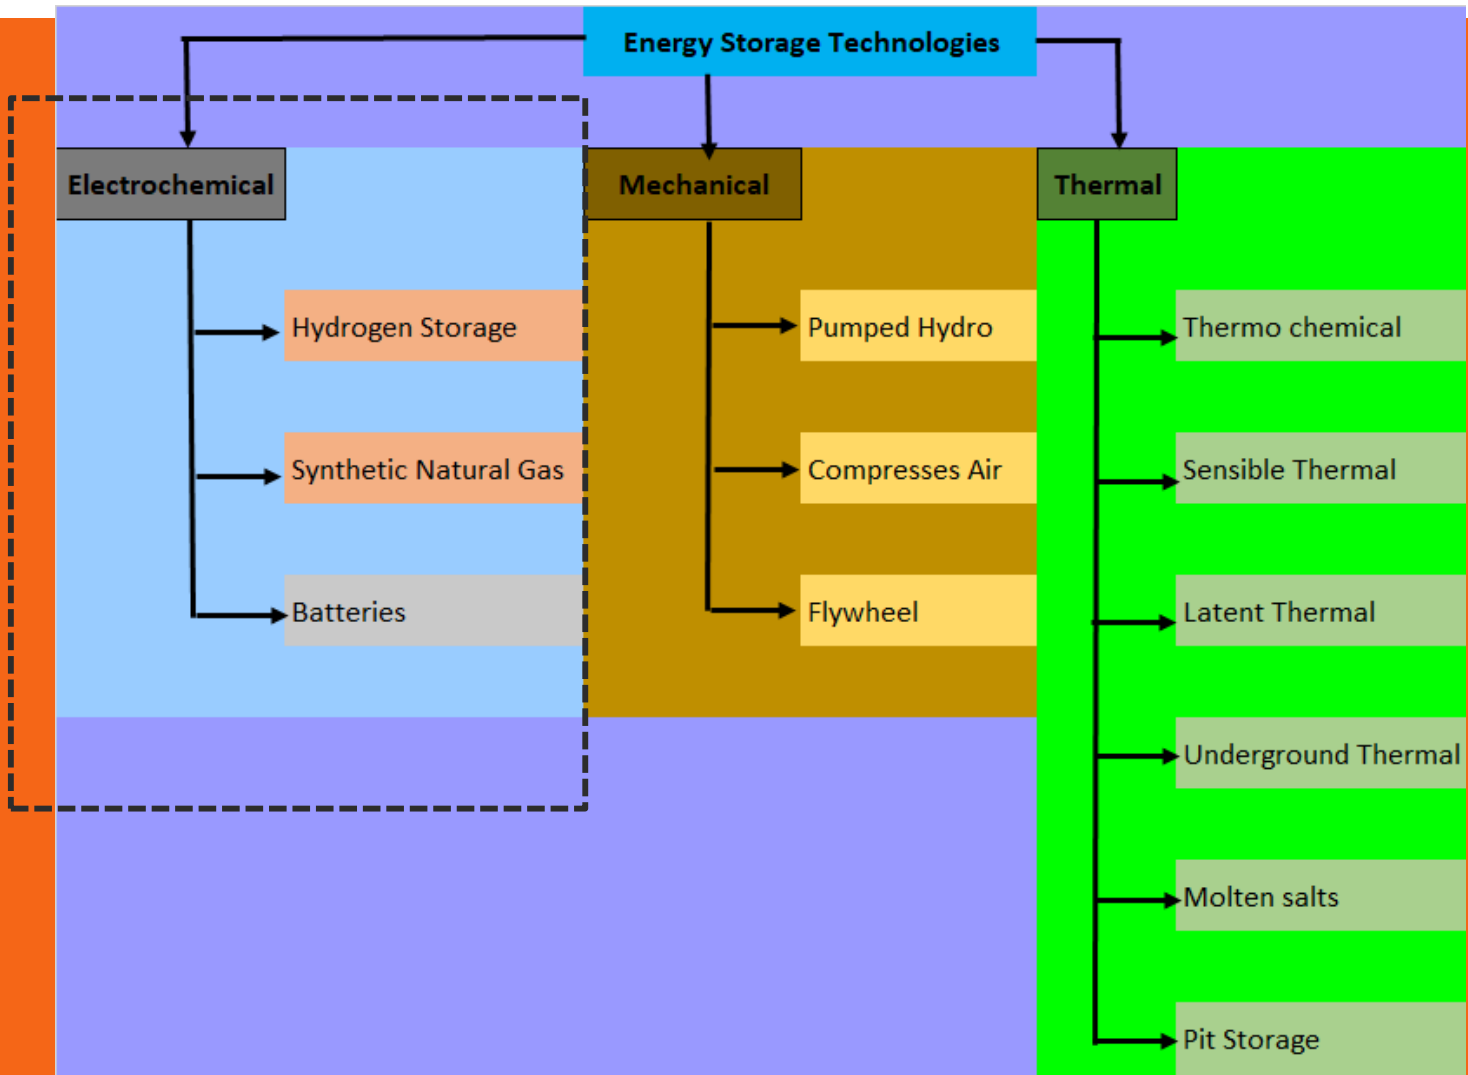 Energy Storage Technologies
Electrochemical
Hydrogen Storage
Synthetic Natural Gas
Batteries
Mechanical
Pumped Hydro
Compresses Air
Flywheel
Thermal
Thermo chemical
Sensible Thermal
Latent Thermal
Underground Thermal
Molten salts
Pit Storage